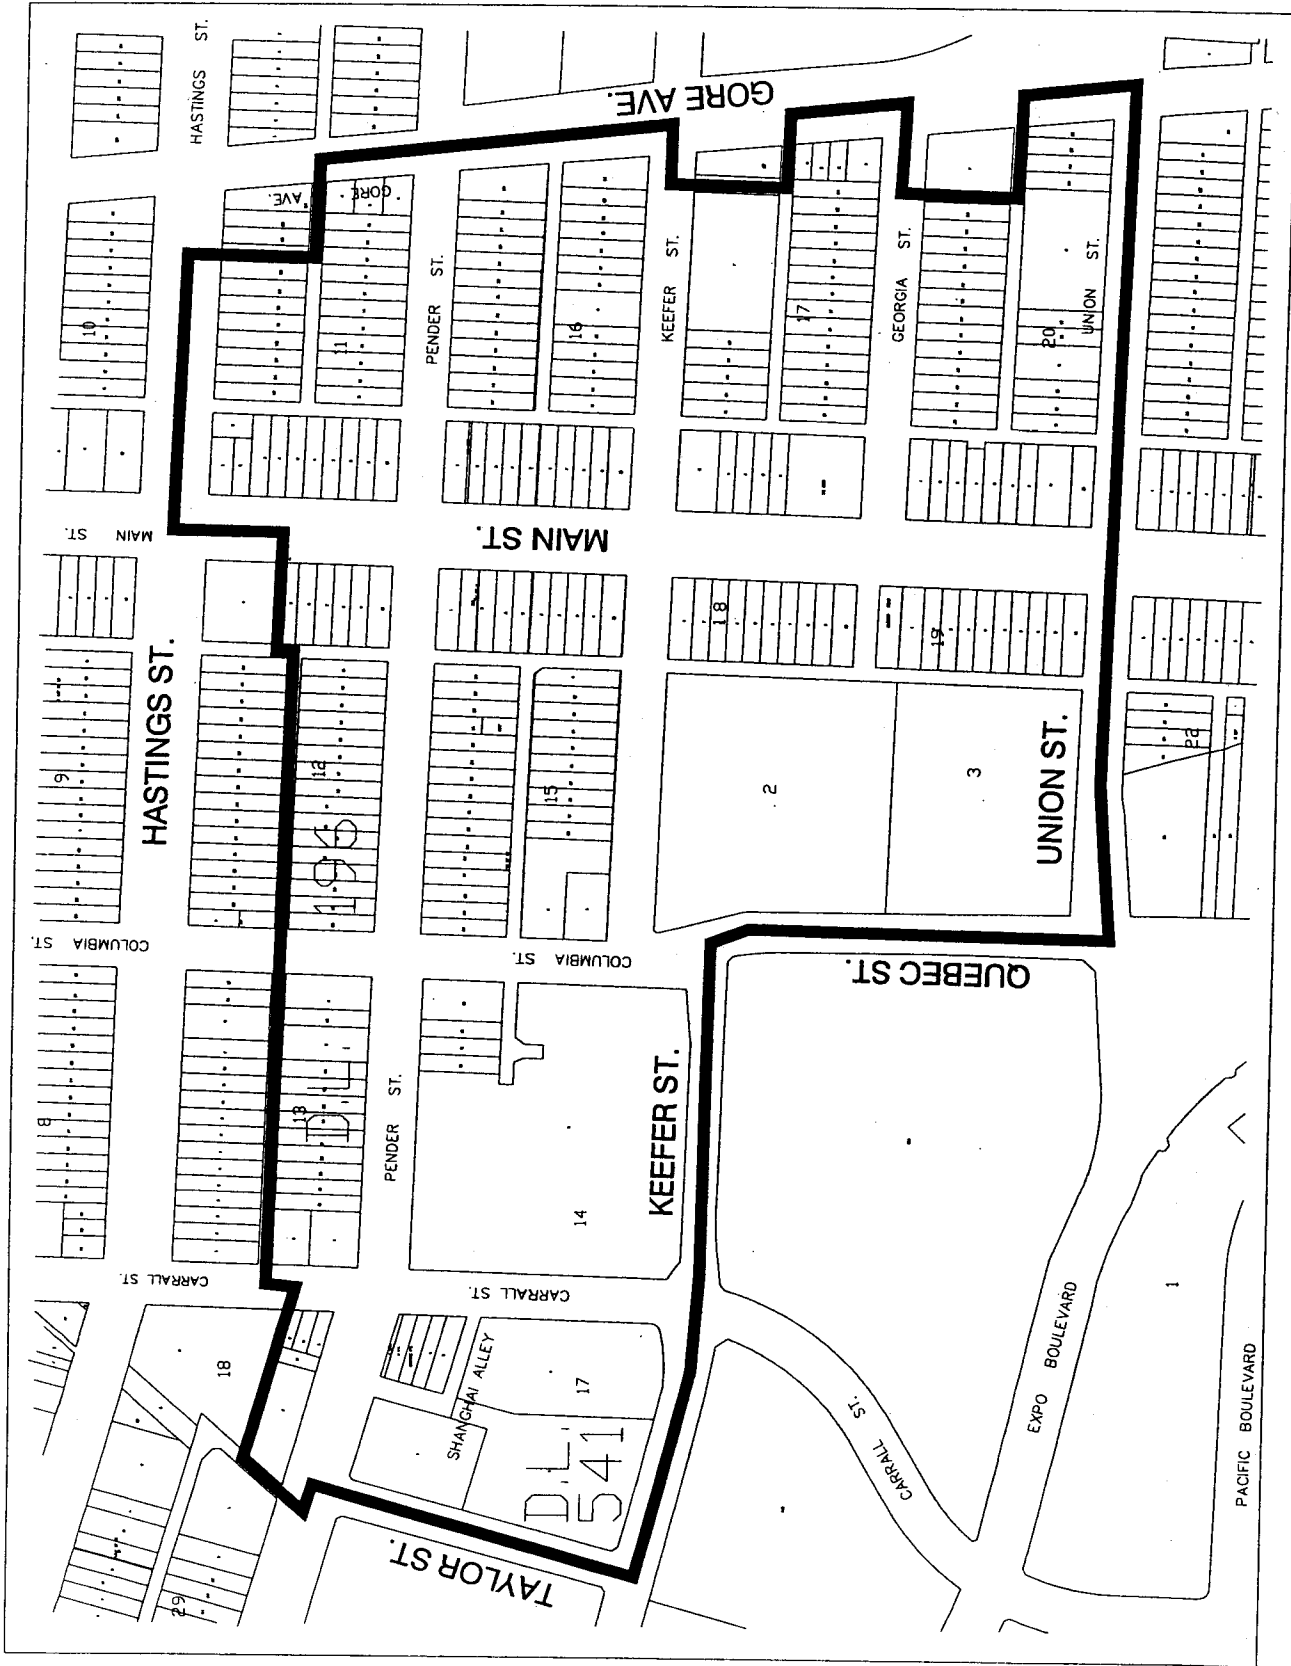 HASTINGS ST.
GORE AVE.
GORE AVE.
10
11
PENDER ST.
16
KEEFER ST.
17
GEORGIA ST.
20
UNION ST.
MAIN ST.
MAIN ST.
HASTINGS ST.
9
12
196
15
18
19
2
3
UNION ST.
22
COLUMBIA ST.
COLUMBIA ST.
QUEBEC ST.
8
13
D.L.
PENDER ST.
14
KEEFER ST.
CARRALL ST.
CARRALL ST.
18
SHANGHAI ALLEY
17
D.L.
541
TAYLOR ST.
29
CARRALL ST.
EXPO BOULEVARD
1
PACIFIC BOULEVARD